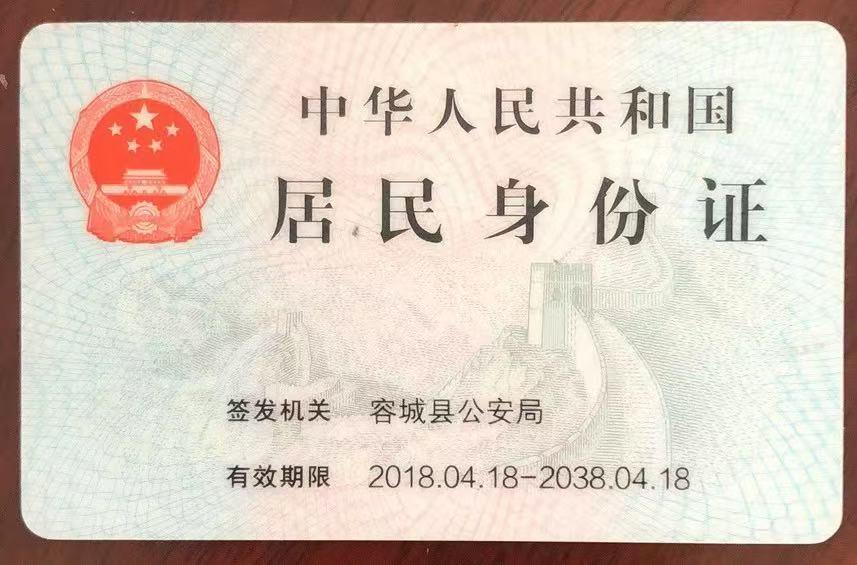 中华人民共和国
居民身份证
签发机关 容城县公安局
有效期限 2018.04.18-2038.04.18